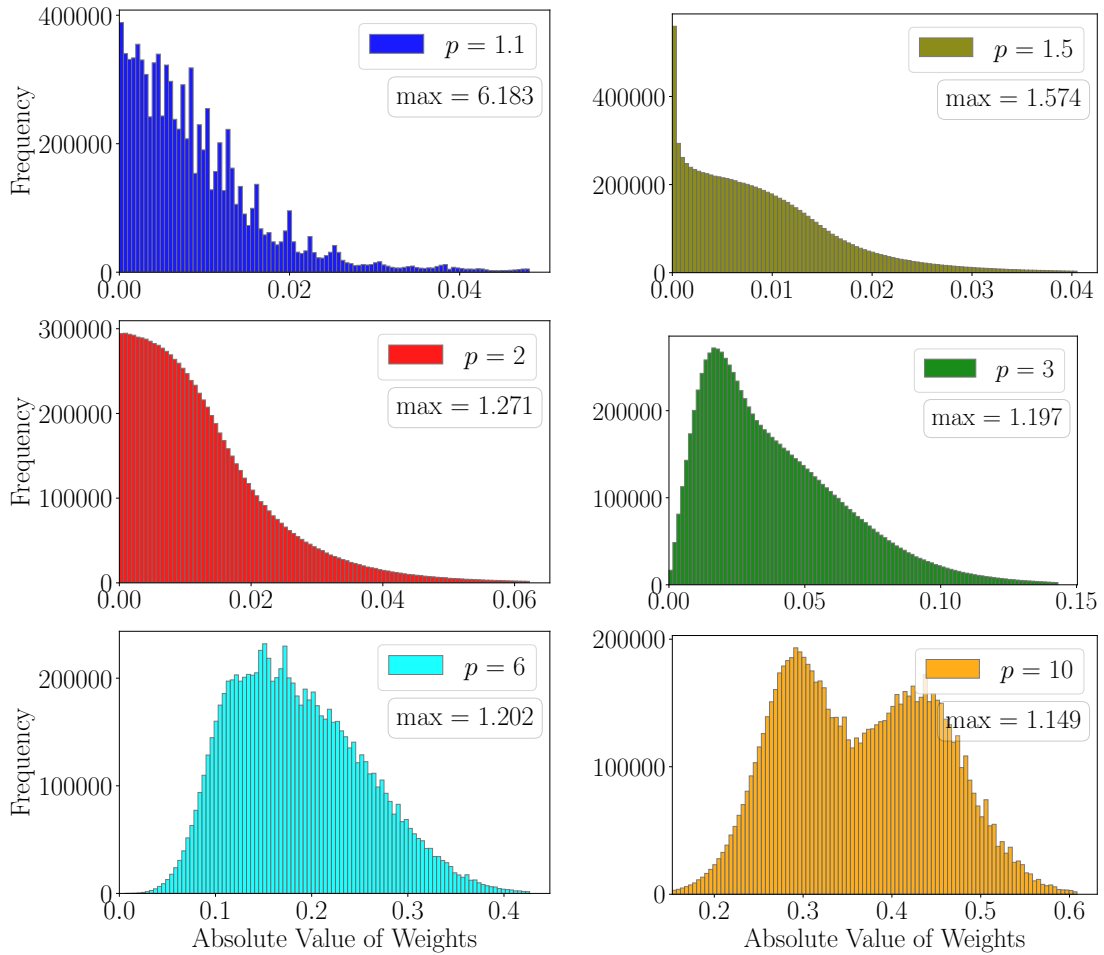 400000
200000
0
Frequency
p = 1.1
max = 6.183
0.00
0.02
0.04
400000
200000
0
p = 1.5
max = 1.574
0.00
0.01
0.02
0.03
0.04
300000
200000
100000
0
Frequency
p = 2
max = 1.271
0.00
0.02
0.04
0.06
200000
100000
0
p = 3
max = 1.197
0.00
0.05
0.10
0.15
200000
100000
0
Frequency
p = 6
max = 1.202
0.0
0.1
0.2
0.3
0.4
Absolute Value of Weights
200000
100000
0
p = 10
max = 1.149
0.2
0.3
0.4
0.5
0.6
Absolute Value of Weights